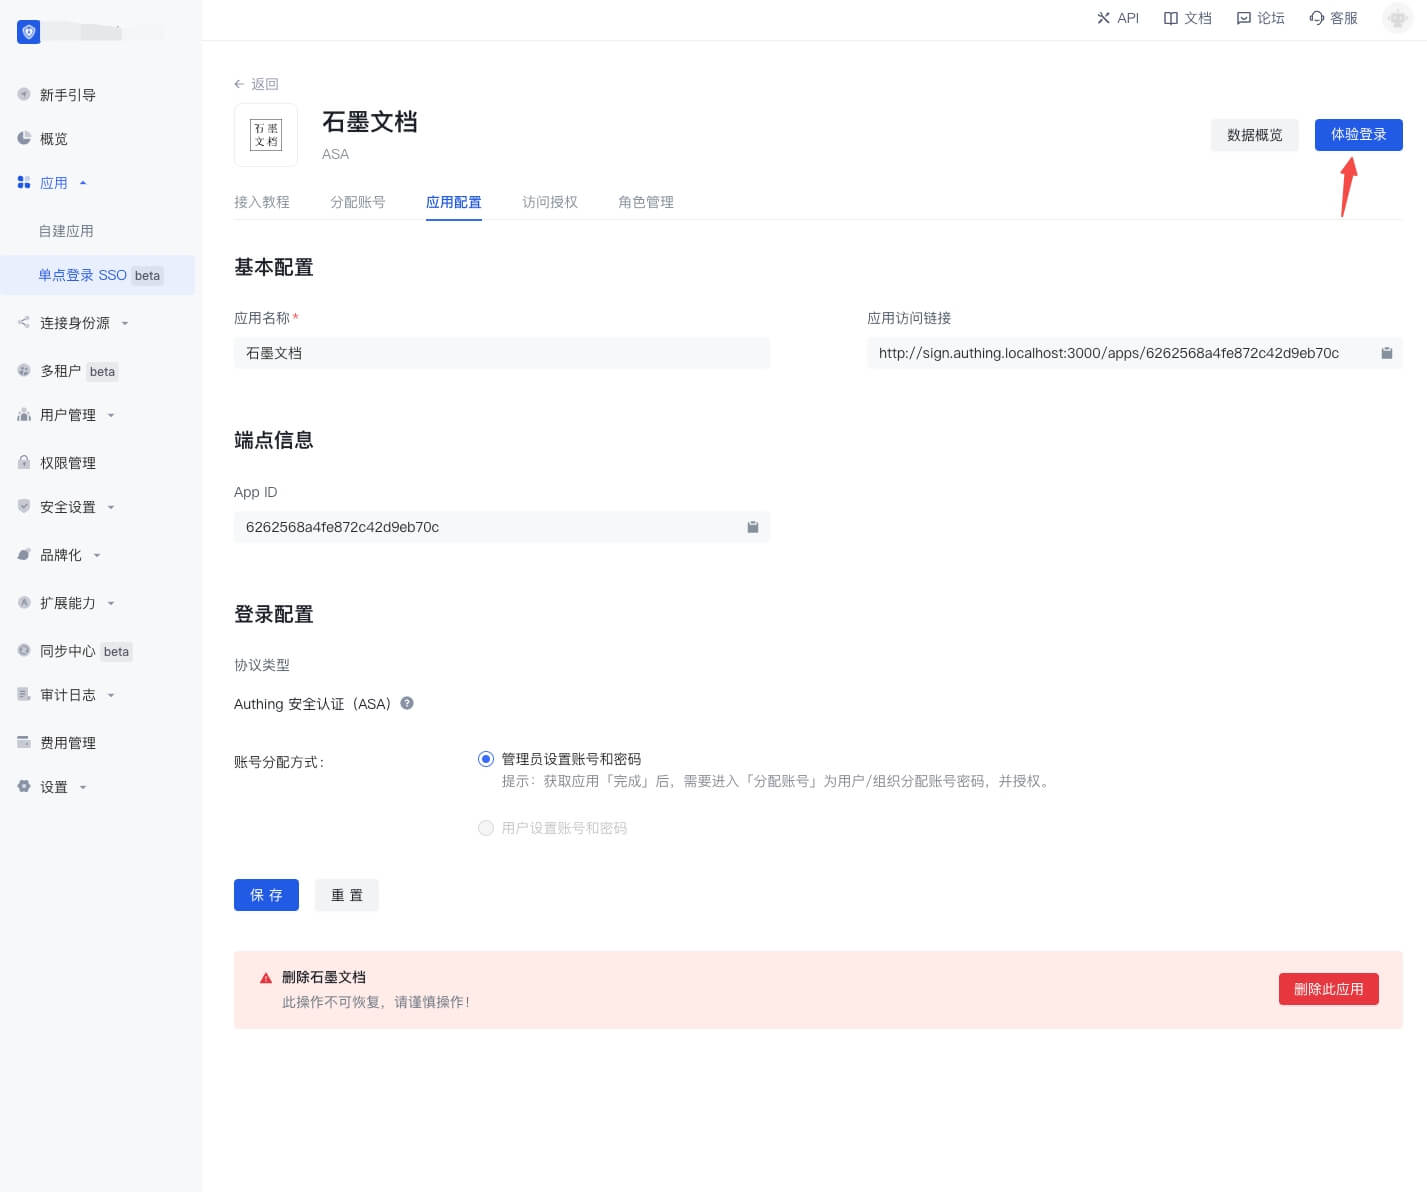 API 文档 论坛 客服
新手引导
概览
应用
自建应用
单点登录 SSO beta
连接身份源
多租户 beta
用户管理
权限管理
安全设置
品牌化
扩展能力
同步中心 beta
审计日志
费用管理
设置
← 返回
石墨
文档
石墨文档
ASA
数据概览 体验登录
接入教程 分配账号 应用配置 访问授权 角色管理
基本配置
应用名称* 应用访问链接
石墨文档 http://sign.authing.localhost:3000/apps/6262568a4fe872c42d9eb70c
端点信息
App ID
6262568a4fe872c42d9eb70c
登录配置
协议类型
Authing 安全认证（ASA） ?
账号分配方式： 管理员设置账号和密码
提示：获取应用「完成」后，需要进入「分配账号」为用户/组织分配账号密码，并授权。
用户设置账号和密码
保 存 重 置
删除石墨文档
此操作不可恢复，请谨慎操作！
删除此应用